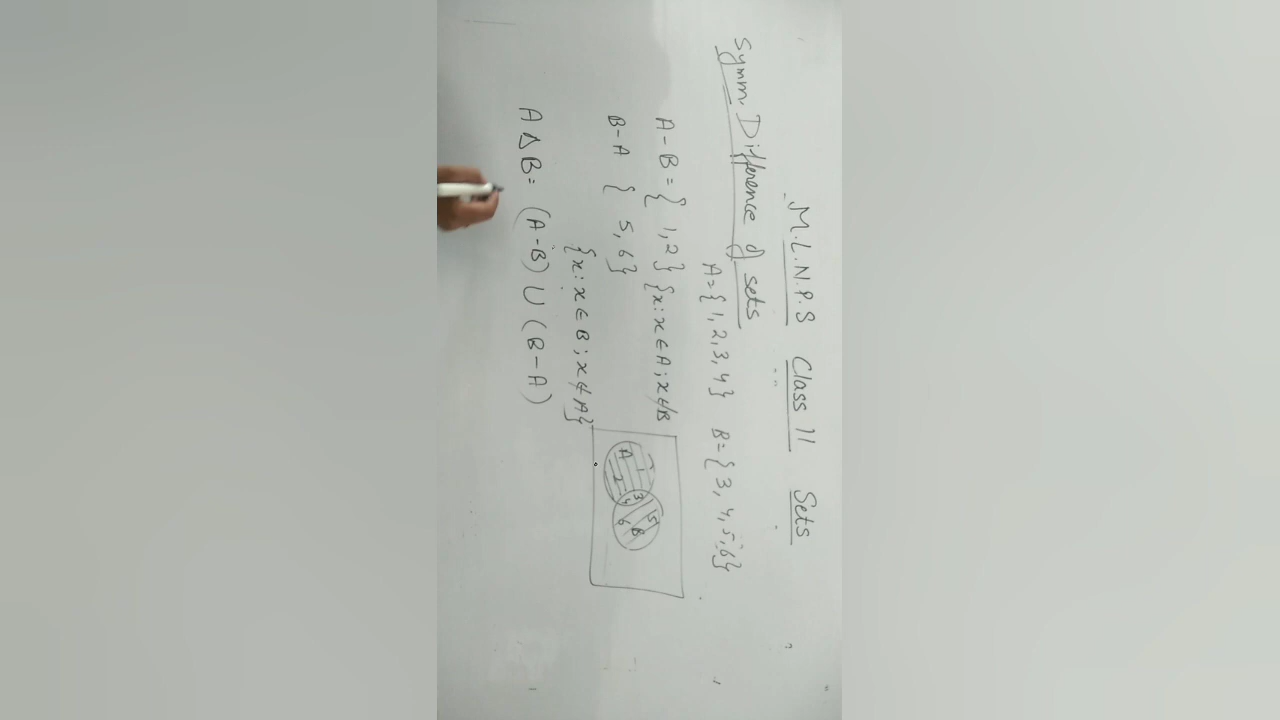 M.L.N.P.S Class 11 Sets
Symm. Difference of sets
A={1,2,3,4} B={3,4,5,6}
A-B={1,2} {x:x∈A;x∉B
B-A {5,6}
{x:x∈B;x∉A}
A 1 2 3 4 5 6 B
A Δ B= (A-B) ∪ (B-A)